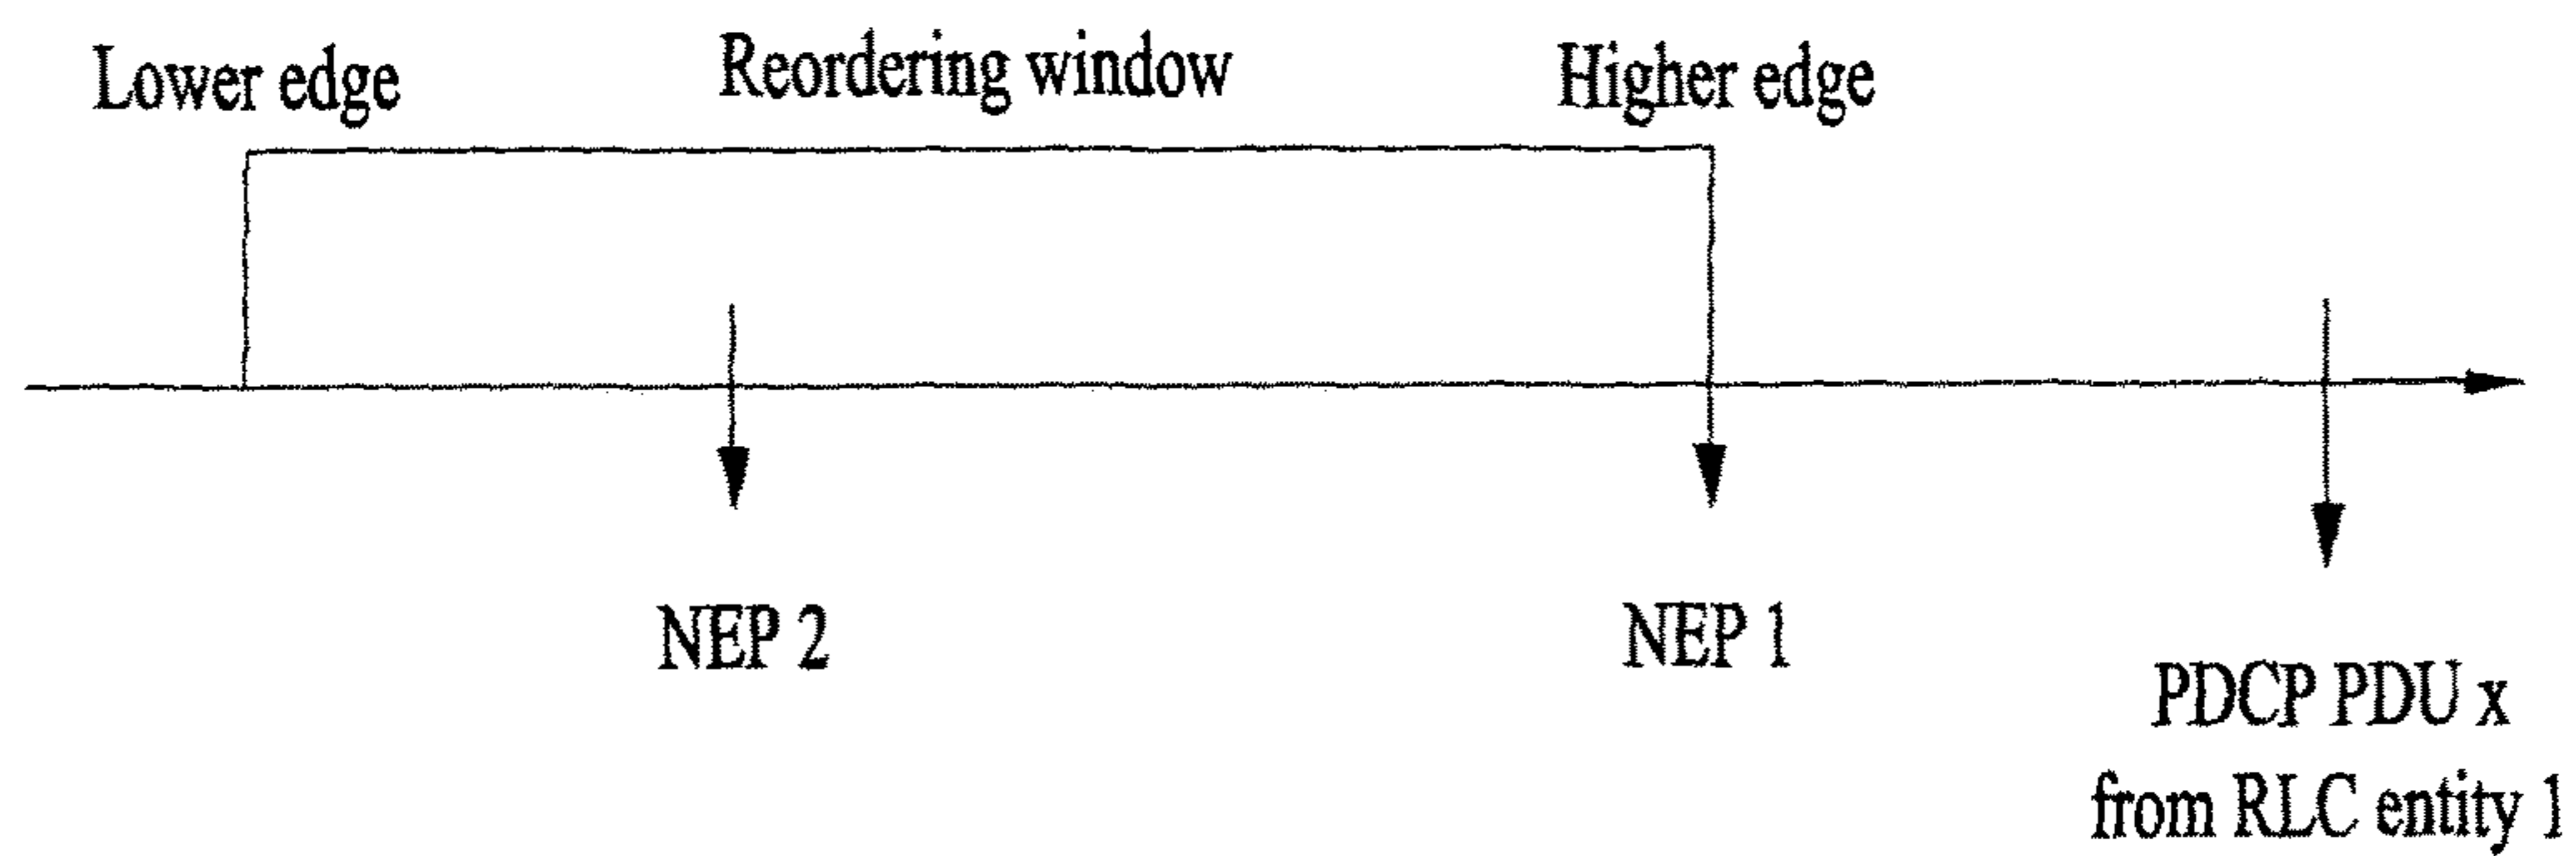 Lower edge
Reordering window
Higher edge
NEP 2
NEP 1
PDCP PDU x
from RLC entity 1